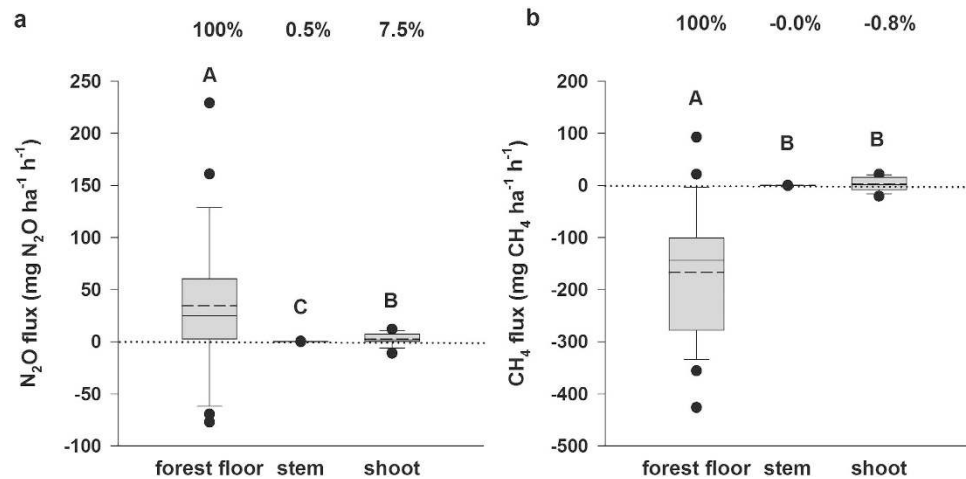 a
100% 0.5% 7.5%
A
C
B
250
200
150
100
50
0
-50
-100
N₂O flux (mg N₂O ha⁻¹ h⁻¹)
forest floor stem shoot
b
100% -0.0% -0.8%
A
B
B
200
100
0
-100
-200
-300
-400
-500
CH₄ flux (mg CH₄ ha⁻¹ h⁻¹)
forest floor stem shoot